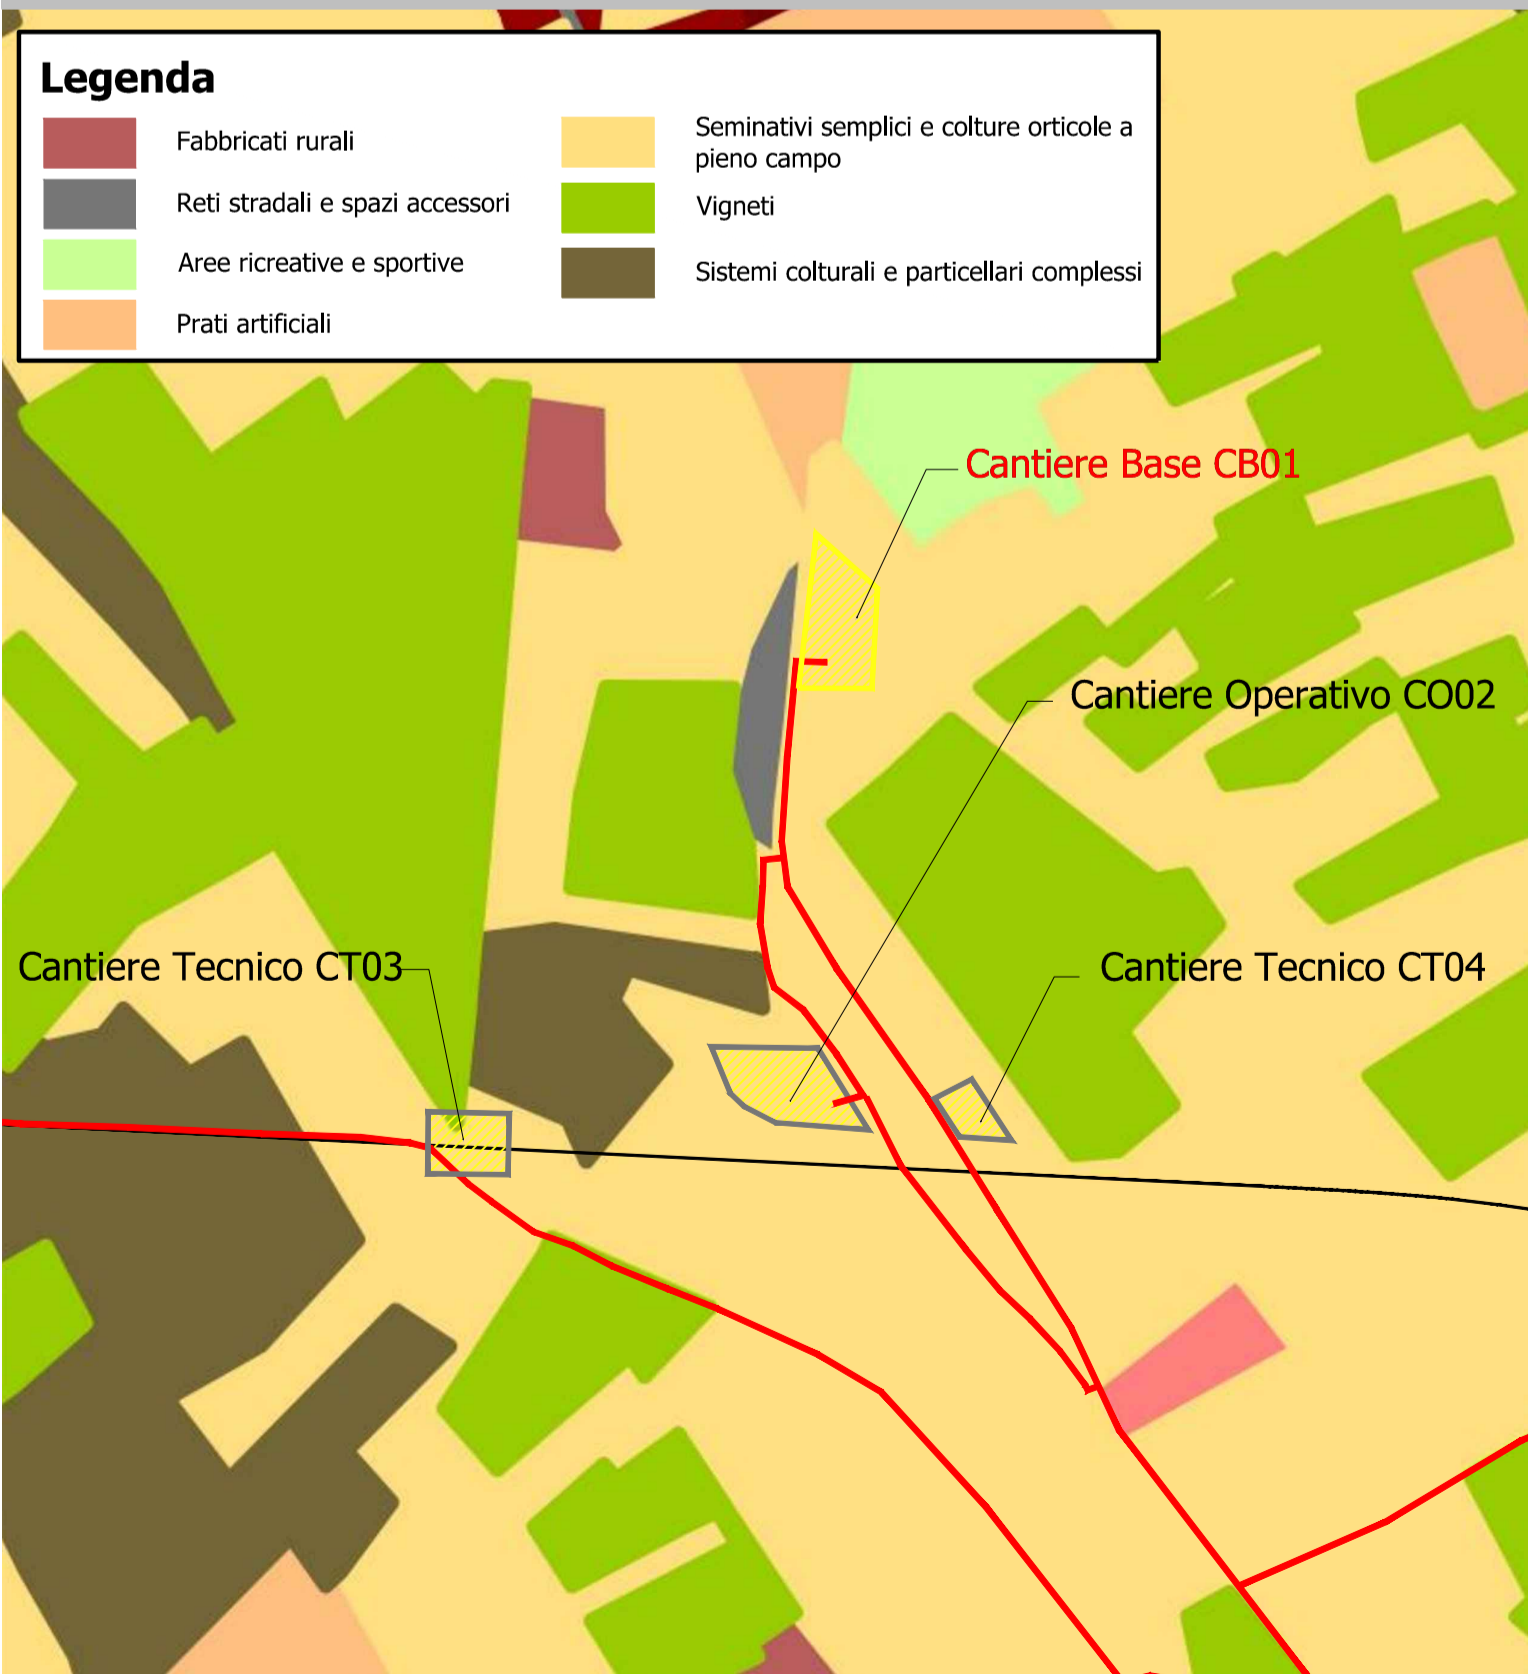 Legenda
Fabbricati rurali
Reti stradali e spazi accessori
Aree ricreative e sportive
Prati artificiali
Seminativi semplici e colture orticole a
pieno campo
Vigneti
Sistemi colturali e particellari complessi
Cantiere Base CB01
Cantiere Operativo CO02
Cantiere Tecnico CT03
Cantiere Tecnico CT04